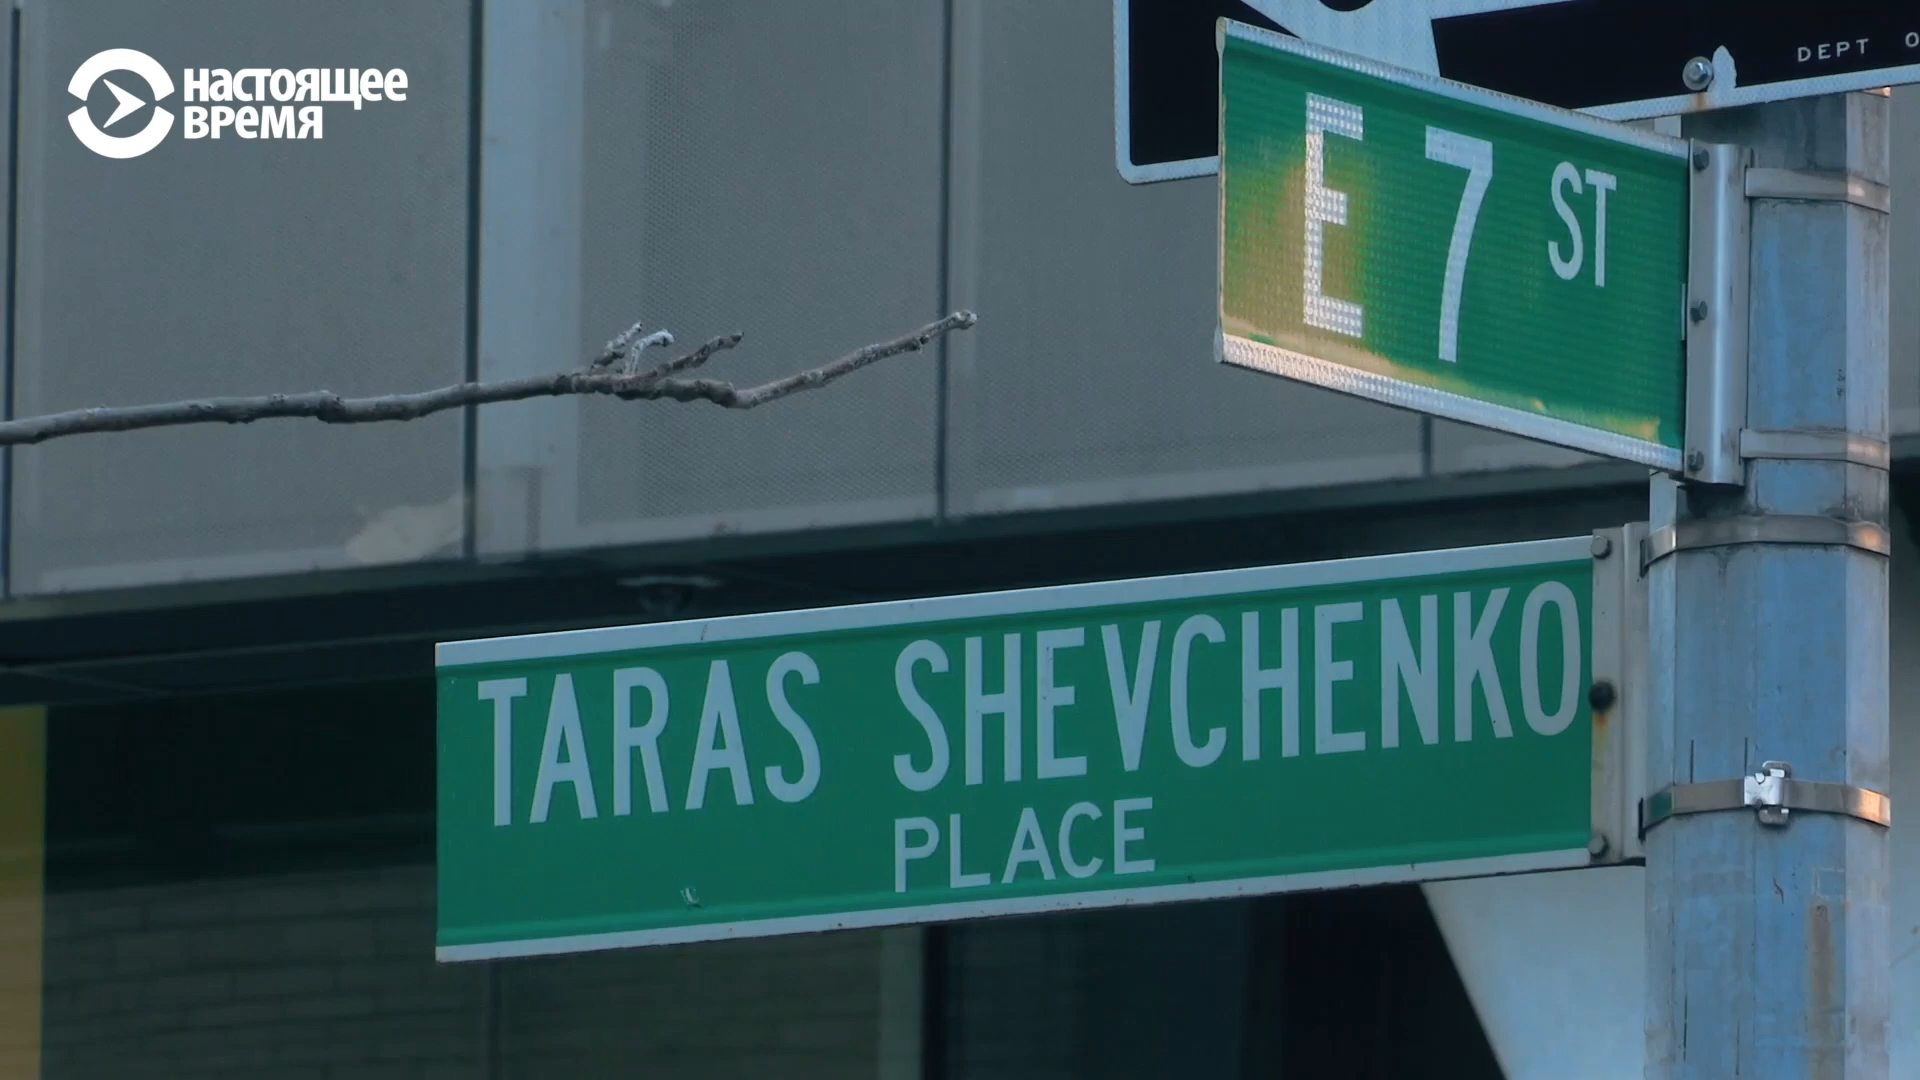 настоящее
время
DEPT
E 7 ST
TARAS SHEVCHENKO
PLACE